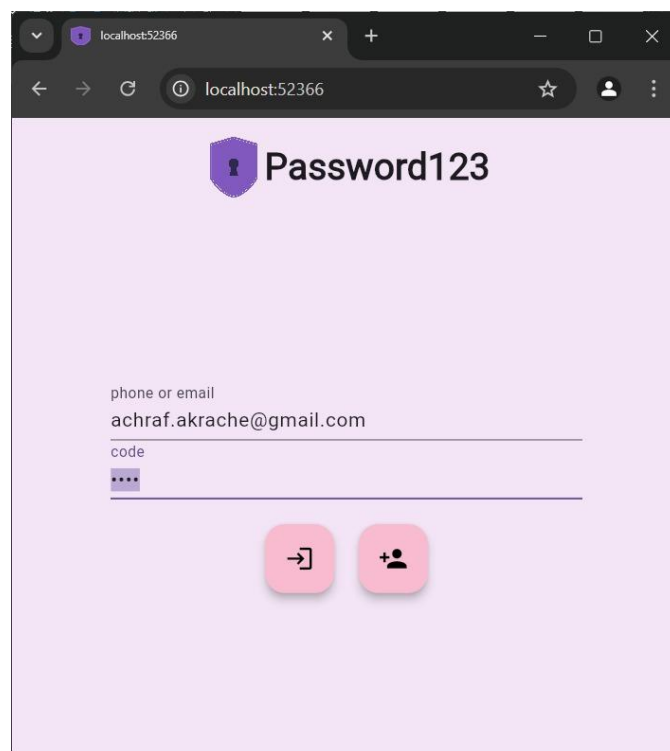 localhost:52366
localhost:52366
Password123
phone or email
achraf.akrache@gmail.com
code
••••